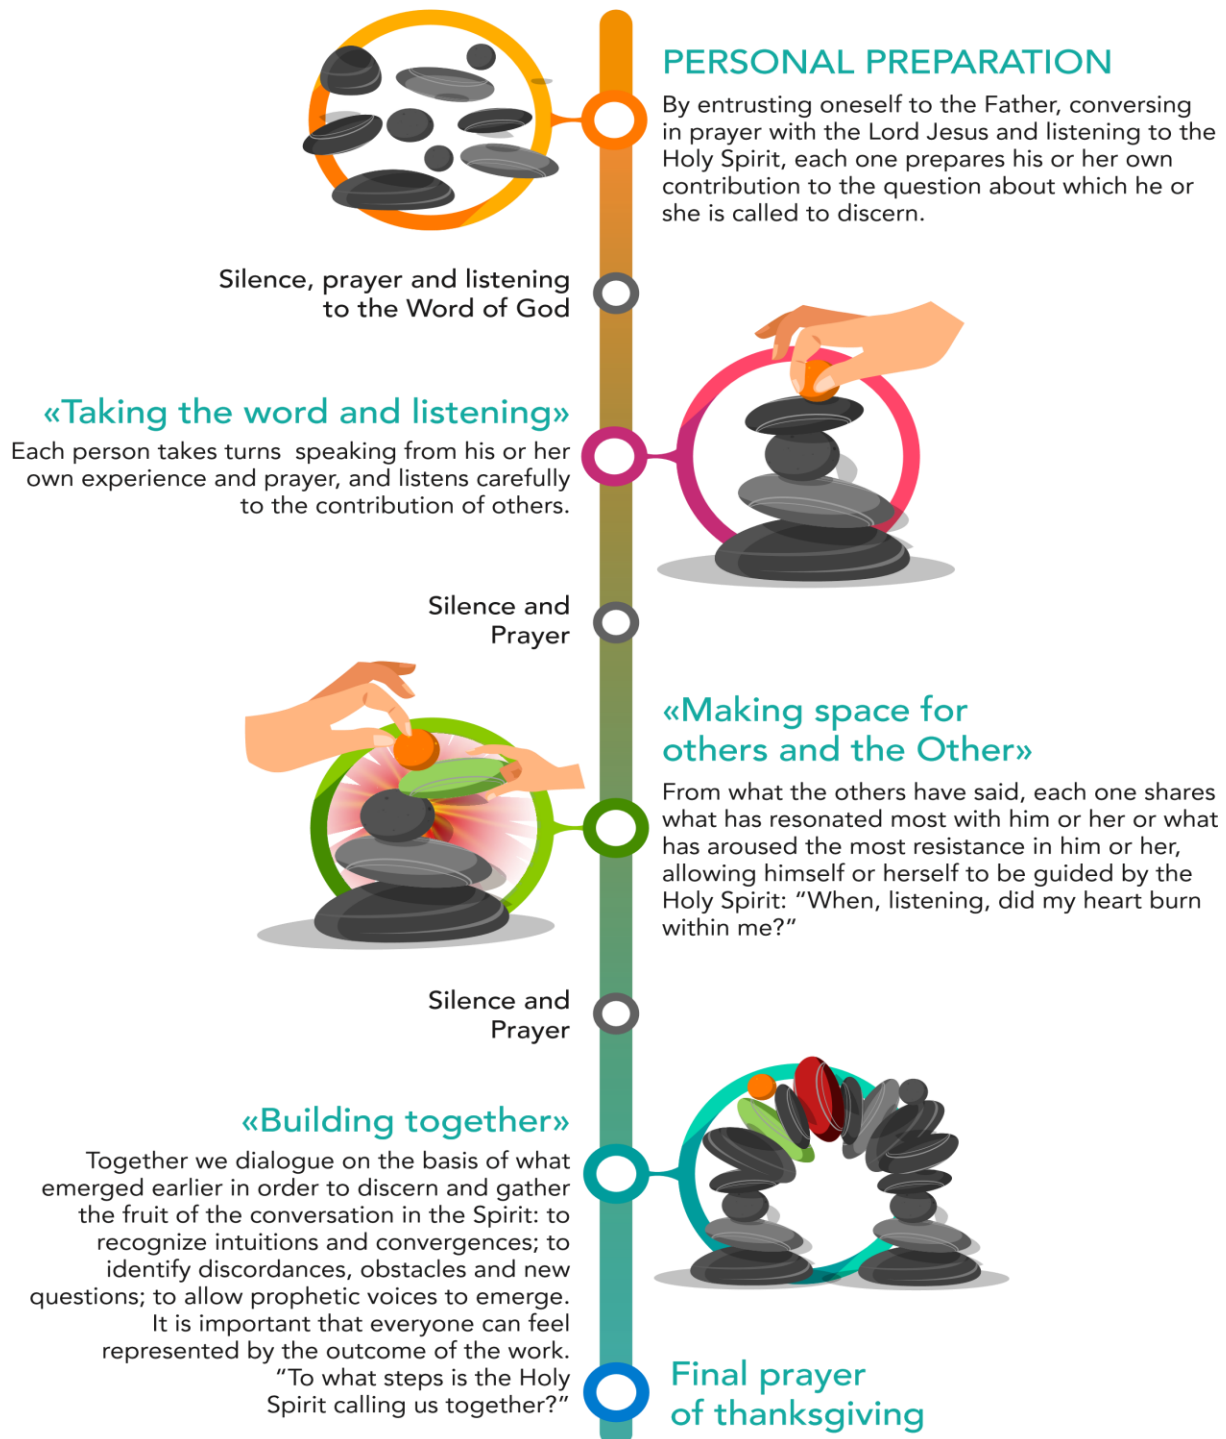 PERSONAL PREPARATION
By entrusting oneself to the Father, conversing
in prayer with the Lord Jesus and listening to the
Holy Spirit, each one prepares his or her own
contribution to the question about which he or
she is called to discern.
Silence, prayer and listening
to the Word of God
«Taking the word and listening»
Each person takes turns  speaking from his or her
own experience and prayer, and listens carefully
to the contribution of others.
Silence and
Prayer
«Making space for
others and the Other»
From what the others have said, each one shares
what has resonated most with him or her or what
has aroused the most resistance in him or her,
allowing himself or herself to be guided by the
Holy Spirit: “When, listening, did my heart burn
within me?”
Silence and
Prayer
«Building together»
Together we dialogue on the basis of what
emerged earlier in order to discern and gather
the fruit of the conversation in the Spirit: to
recognize intuitions and convergences; to
identify discordances, obstacles and new
questions; to allow prophetic voices to emerge.
It is important that everyone can feel
represented by the outcome of the work.
“To what steps is the Holy
Spirit calling us together?”
Final prayer
of thanksgiving